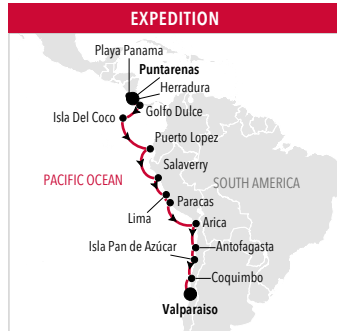 EXPEDITION
Playa Panama
Puntarenas
Herradura
Isla Del Coco
Golfo Dulce
Puerto Lopez
Salaverry
PACIFIC OCEAN
SOUTH AMERICA
Paracas
Lima
Arica
Isla Pan de Azúcar
Antofagasta
Coquimbo
Valparaiso